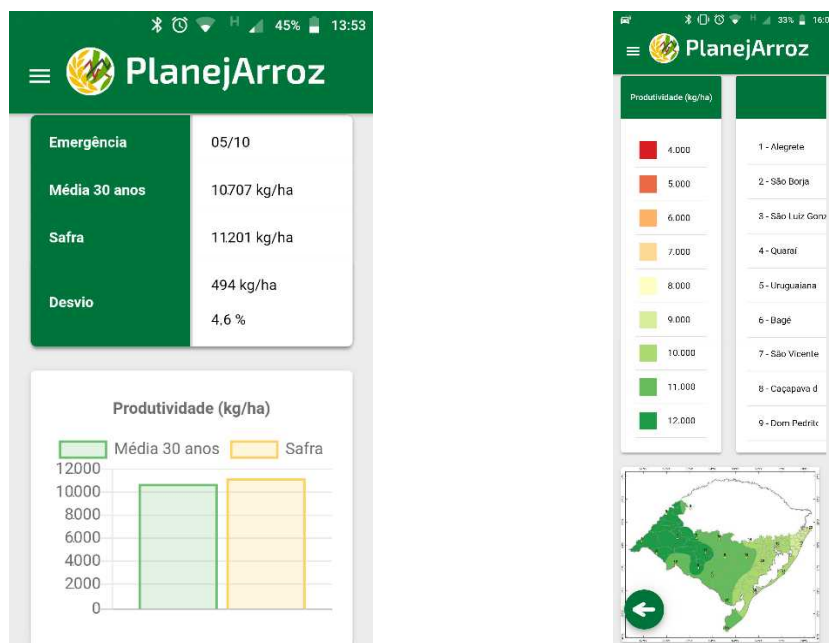 H 45% 13:53
PlanejArroz
Emergência 05/10
Média 30 anos 10707 kg/ha
Safra 11201 kg/ha
Desvio 494 kg/ha
4.6 %
Produtividade (kg/ha)
Média 30 anos Safra
12000
10000
8000
6000
4000
2000
0
H 33% 16:0
PlanejArroz
Produtividade (kg/ha)
4.000
5.000
6.000
7.000
8.000
9.000
10.000
11.000
12.000
1 - Alegrete
2 - São Borja
3 - São Luiz Gonz
4 - Quaraí
5 - Uruguaiana
6 - Bagé
7 - São Vicente
8 - Caçapava d
9 - Dom Pedrito